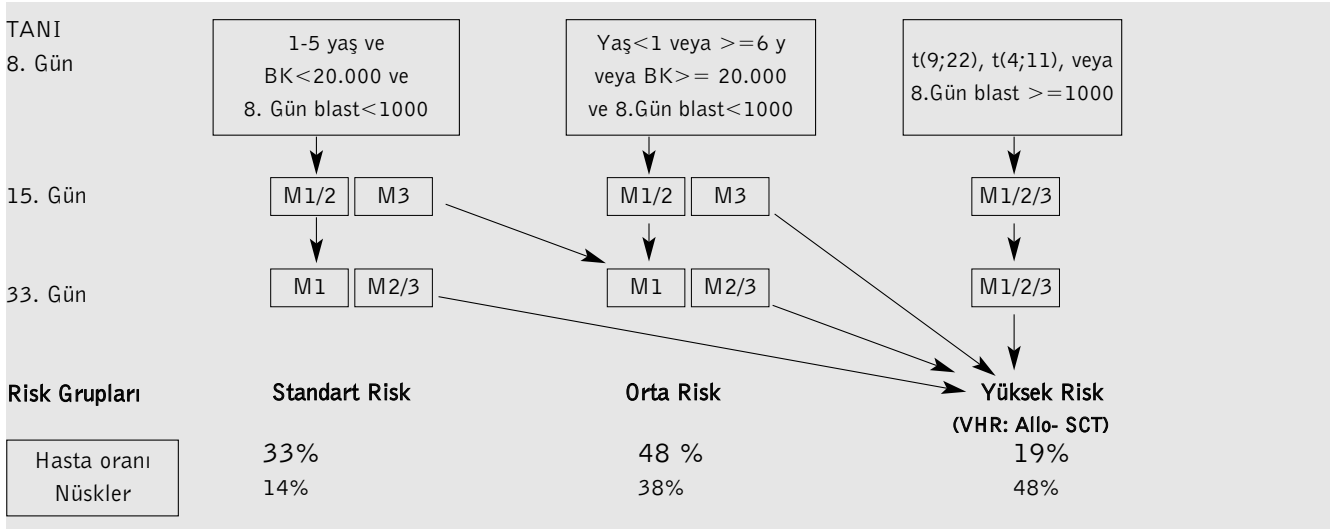 TANI
8. Gün
1-5 yaş ve
BK<20.000 ve
8. Gün blast<1000
Yaş<1 veya >=6 y
veya BK>= 20.000
ve 8.Gün blast<1000
t(9;22), t(4;11), veya
8.Gün blast >=1000
15. Gün
M1/2
M3
M1/2
M3
M1/2/3
33. Gün
M1
M2/3
M1
M2/3
M1/2/3
Risk Grupları
Standart Risk
Orta Risk
Yüksek Risk
(VHR: Allo- SCT)
Hasta oranı
33%
48 %
19%
Nüskler
14%
38%
48%